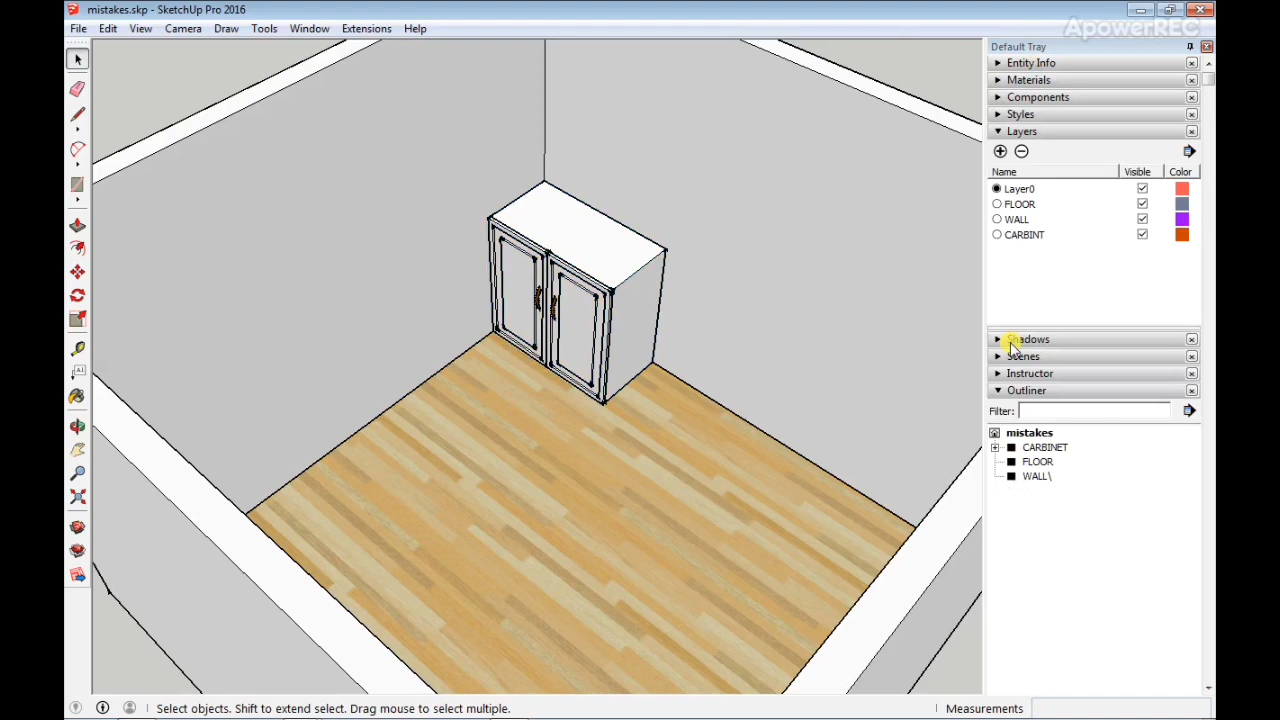 mistakes.skp - SketchUp Pro 2016
File Edit View Camera Draw Tools Window Extensions Help
ApowerREC
Default Tray
Entity Info
Materials
Components
Styles
Layers
Name Visible Color
Layer0
FLOOR
WALL
CARBINT
Shadows
Scenes
Instructor
Outliner
Filter:
mistakes
CARBINET
FLOOR
WALL\
Select objects. Shift to extend select. Drag mouse to select multiple.
Measurements